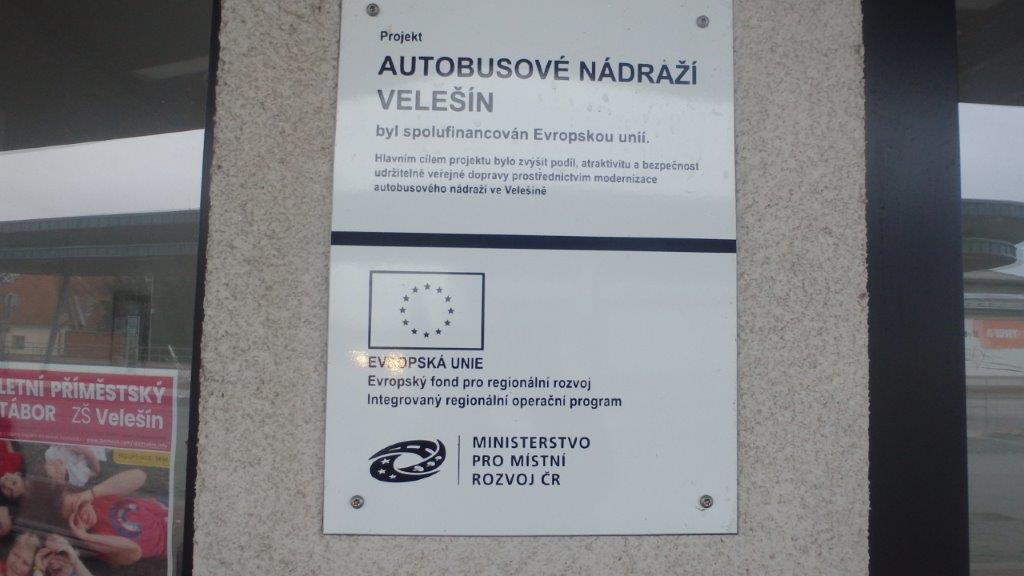 Projekt
AUTOBUSOVÉ NÁDRAŽÍ
VELEŠÍN
byl spolufinancován Evropskou unií.
Hlavním cílem projektu bylo zvýšit podíl, atraktivitu a bezpečnost
udržitelné veřejné dopravy prostřednictvím modernizace
autobusového nádraží ve Velešíně
EVROPSKÁ UNIE
Evropský fond pro regionální rozvoj
Integrovaný regionální operační program
MINISTERSTVO
PRO MÍSTNÍ
ROZVOJ ČR
LETNÍ PŘÍMĚSTSKÝ
TÁBOR ZŠ Velešín